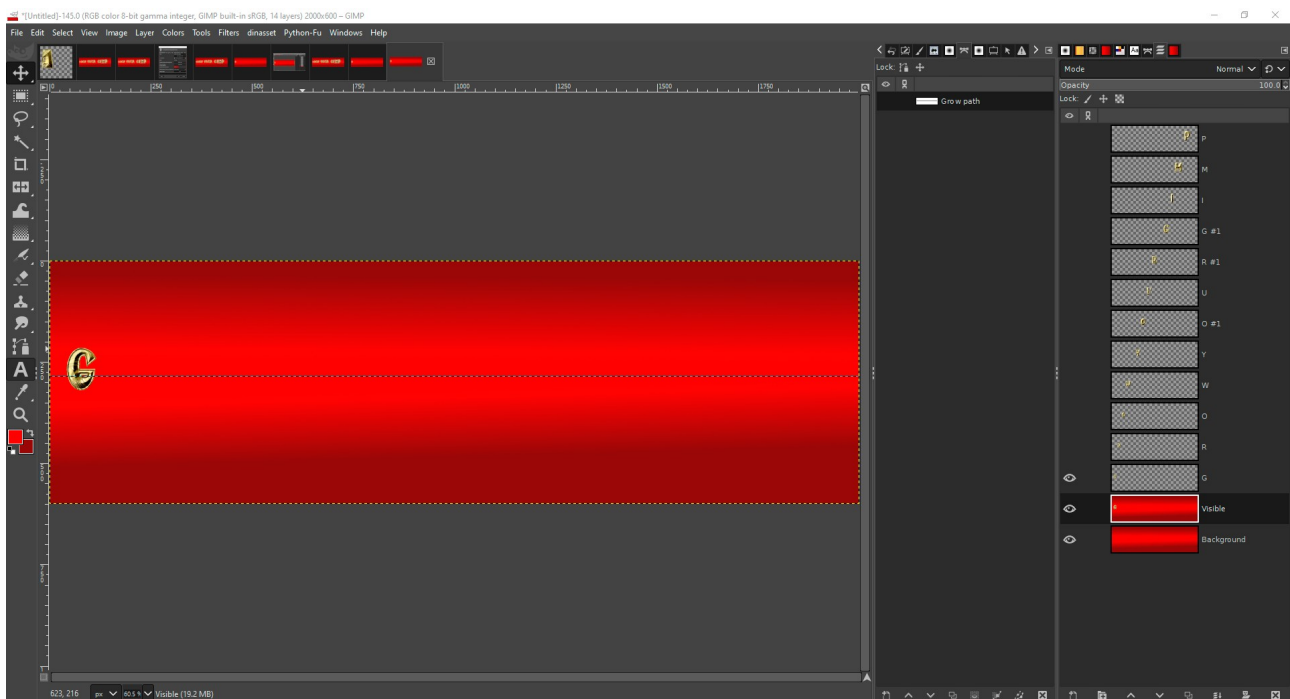 *[Untitled]-145.0 (RGB color 8-bit gamma integer, GIMP built-in sRGB, 14 layers) 2000x600 – GIMP
File Edit Select View Image Layer Colors Tools Filters dinasset Python-Fu Windows Help
Lock:
Mode Normal
Opacity 100.0
Lock:
Grow path
0 250 500 750 1000 1250 1500 1750
P
M
I
G #1
R #1
U
O #1
Y
W
O
R
G
G
Visible
Background
623, 216 px 60.5 % Visible (19.2 MB)